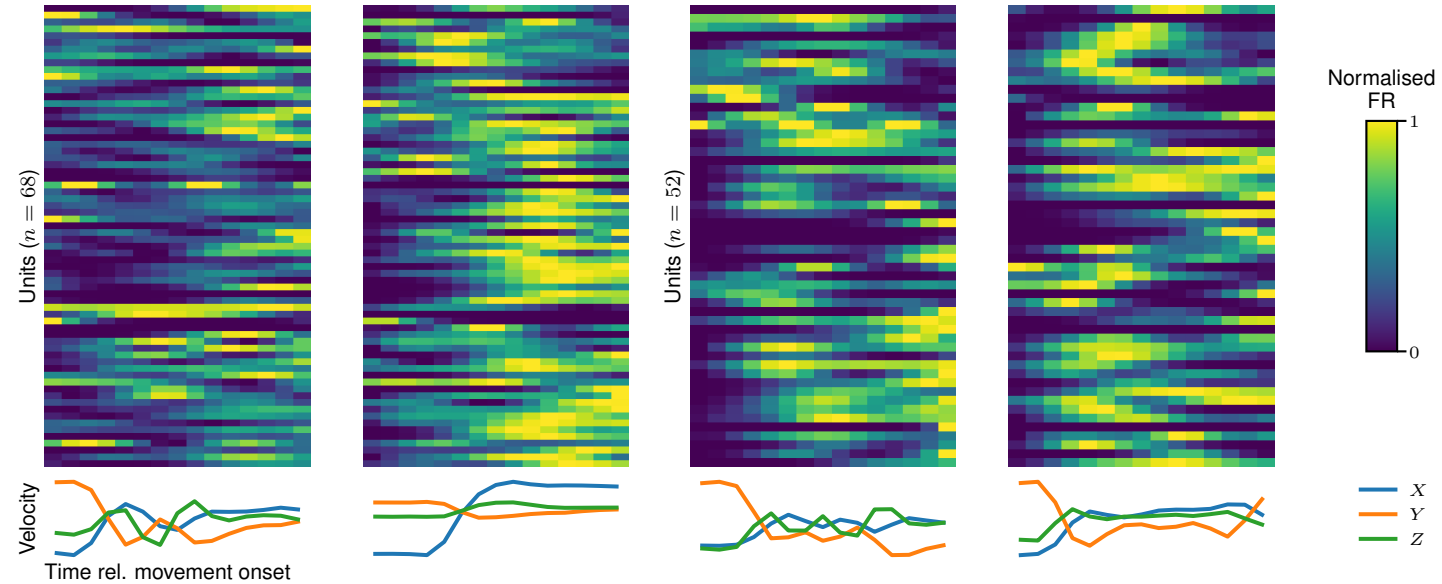 Units (n = 68)
Units (n = 52)
Normalised
FR
1
0
Velocity
Time rel. movement onset
X
Y
Z